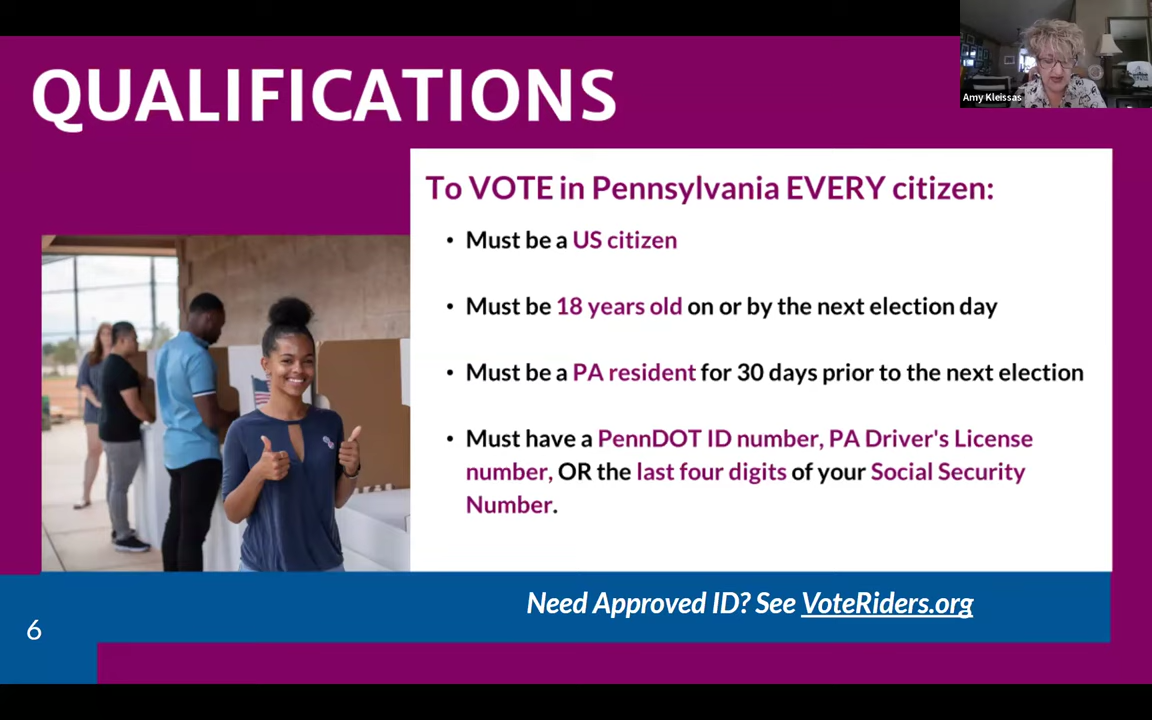 QUALIFICATIONS
Amy Kleissas
To VOTE in Pennsylvania EVERY citizen:
• Must be a US citizen
• Must be 18 years old on or by the next election day
• Must be a PA resident for 30 days prior to the next election
• Must have a PennDOT ID number, PA Driver's License
number, OR the last four digits of your Social Security
Number.
Need Approved ID? See VoteRiders.org
6